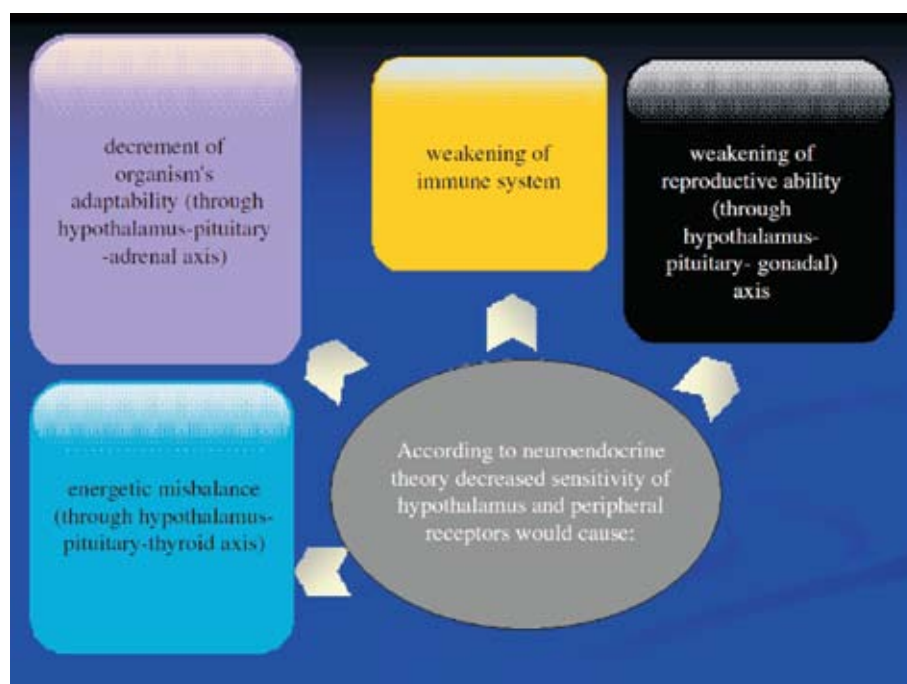 decrement of
organism's
adaptability (through
hypothalamus-pituitary
-adrenal axis)
weakening of
immune system
weakening of
reproductive ability
(through
hypothalamus-
pituitary- gonadal)
axis
energetic misbalance
(through hypothalamus-
pituitary-thyroid axis)
According to neuroendocrine
theory decreased sensitivity of
hypothalamus and peripheral
receptors would cause: